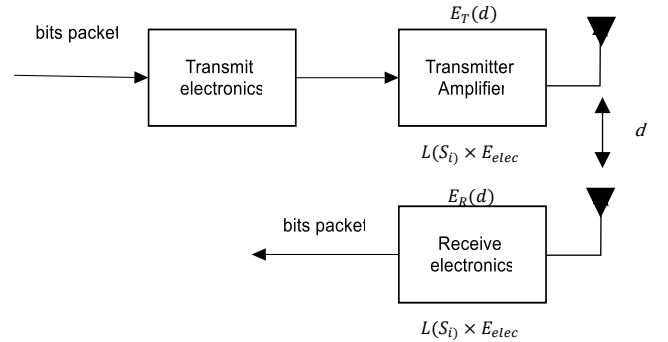 E_T(d)
bits packet
Transmit
electronics
Transmitter
Amplifier
d
L(S_i) × E_elec
E_R(d)
bits packet
Receive
electronics
L(S_i) × E_elec